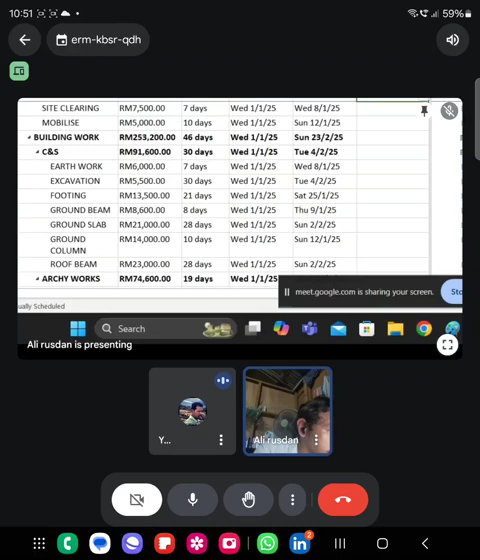 10:51
59%
erm-kbsr-qdh
SITE CLEARING RM7,500.00 7 days Wed 1/1/25 Wed 8/1/25
MOBILISE RM5,000.00 10 days Wed 1/1/25 Sun 12/1/25
BUILDING WORK RM253,200.00 46 days Wed 1/1/25 Sun 23/2/25
C&S RM91,600.00 30 days Wed 1/1/25 Tue 4/2/25
EARTH WORK RM6,000.00 7 days Wed 1/1/25 Wed 8/1/25
EXCAVATION RM5,500.00 30 days Wed 1/1/25 Tue 4/2/25
FOOTING RM13,500.00 21 days Wed 1/1/25 Sat 25/1/25
GROUND BEAM RM8,600.00 8 days Wed 1/1/25 Thu 9/1/25
GROUND SLAB RM21,000.00 28 days Wed 1/1/25 Sun 2/2/25
GROUND RM14,000.00 10 days Wed 1/1/25 Sun 12/1/25
COLUMN
ROOF BEAM RM23,000.00 28 days Wed 1/1/25 Sun 2/2/25
ARCHY WORKS RM74,600.00 19 days Wed 1/1/25
meet.google.com is sharing your screen. Sto
ually Scheduled
Search
Ali rusdan is presenting
Y...
Ali rusdan
2